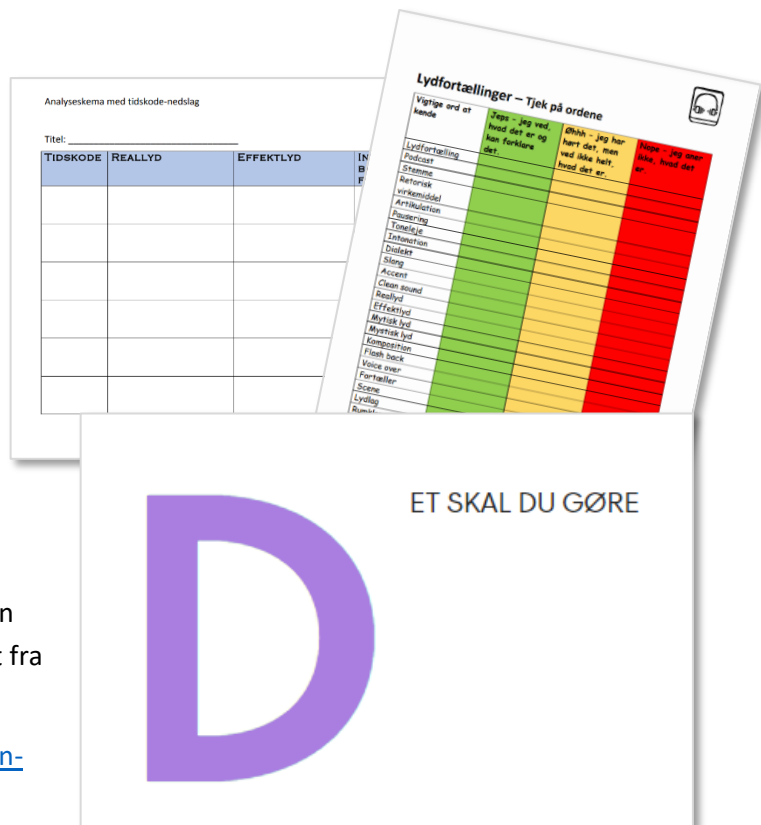 Analyseskema med tidskode-nedslag
Titel:
TIDSKODE REALLYD EFFEKTLYD
Lydfortællinger – Tjek på ordene
Vigtige ord at kende
Jeps - jeg ved, hvad det er og kan forklare det.
Øhhh - jeg har hørt det, men ved ikke helt, hvad det er.
Nope - jeg aner ikke, hvad det er
Lydfortælling
Podcast
Stemme
Retorisk virkemiddel
Artikulation
Pausering
Toneleje
Intonation
Dialekt
Slang
Accent
Clean sound
Reallyd
Effektlyd
Mytisk lyd
Mystisk lyd
Komposition
Flash back
Voice over
Fortæller
Scene
Lydlag
DET SKAL DU GØRE
n
fra
n-